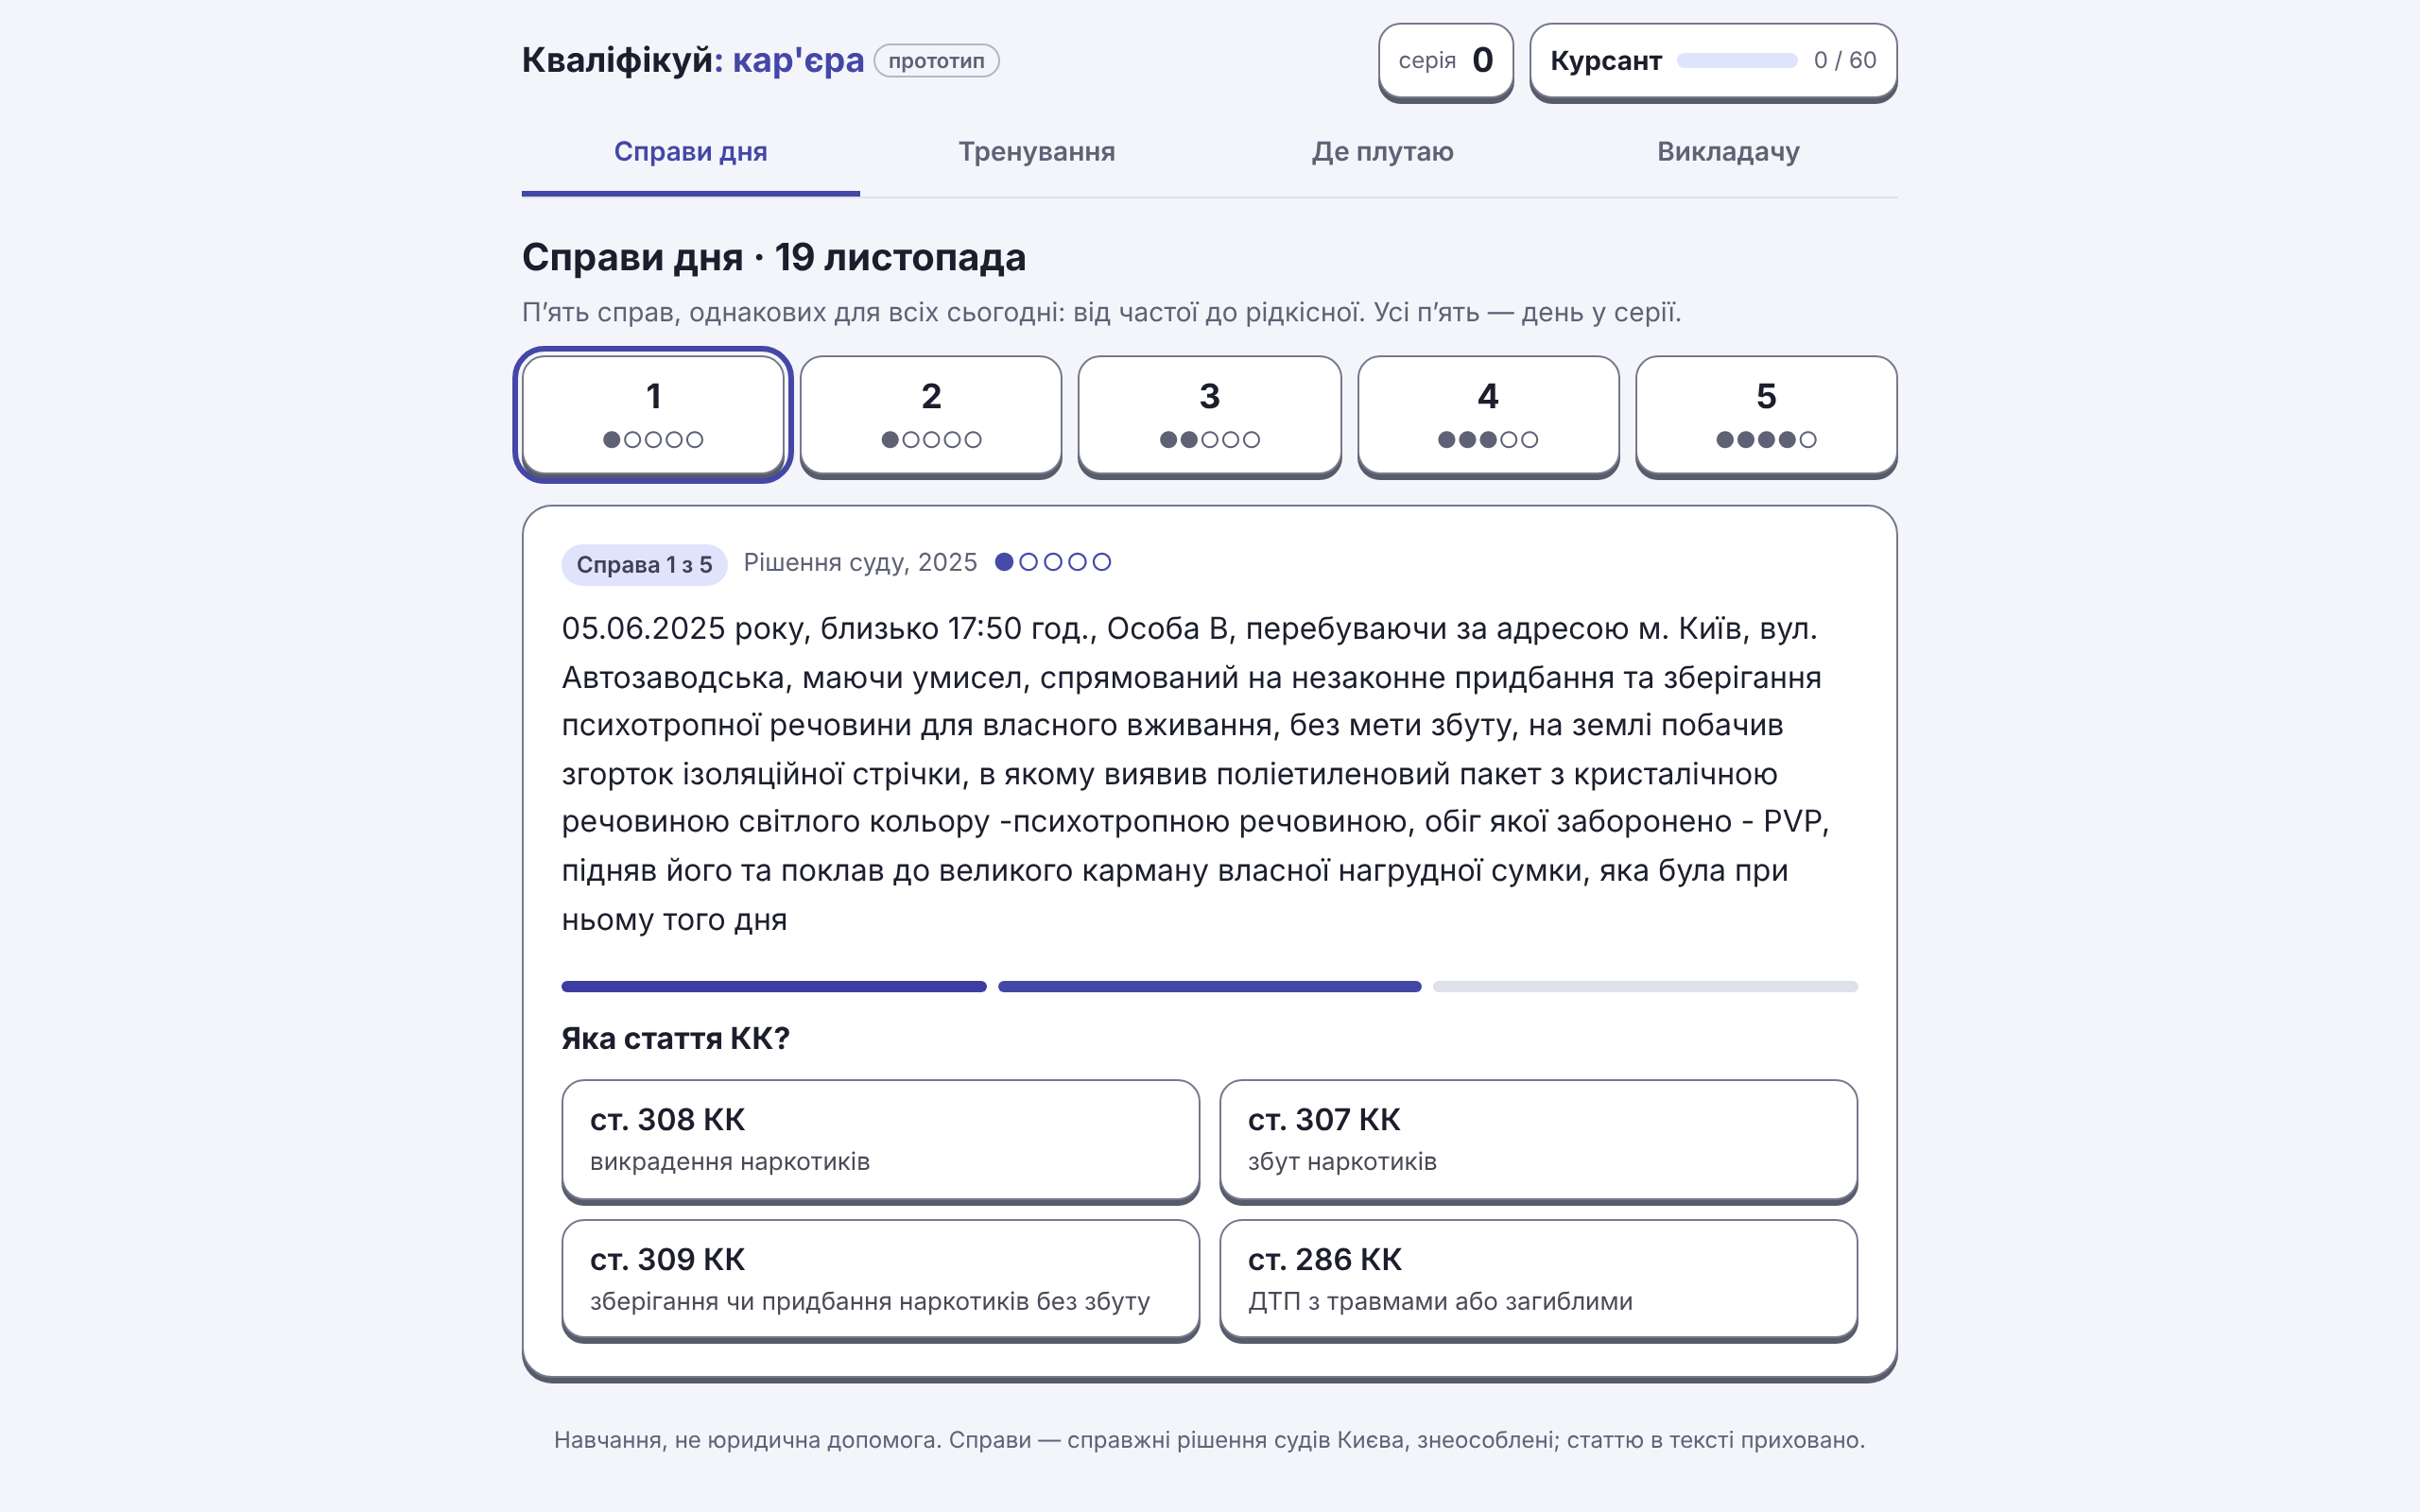 Кваліфікуй: кар'єра прототип
серія 0
Курсант 0 / 60
Справи дня
Тренування
Де плутаю
Викладачу
Справи дня · 19 листопада
П’ять справ, однакових для всіх сьогодні: від частої до рідкісної. Усі п’ять — день у серії.
1
2
3
4
5
Справа 1 з 5 Рішення суду, 2025
05.06.2025 року, близько 17:50 год., Особа В, перебуваючи за адресою м. Київ, вул.
Автозаводська, маючи умисел, спрямований на незаконне придбання та зберігання
психотропної речовини для власного вживання, без мети збуту, на землі побачив
згорток ізоляційної стрічки, в якому виявив поліетиленовий пакет з кристалічною
речовиною світлого кольору -психотропною речовиною, обіг якої заборонено - PVP,
підняв його та поклав до великого карману власної нагрудної сумки, яка була при
ньому того дня
Яка стаття КК?
ст. 308 КК
викрадення наркотиків
ст. 307 КК
збут наркотиків
ст. 309 КК
зберігання чи придбання наркотиків без збуту
ст. 286 КК
ДТП з травмами або загиблими
Навчання, не юридична допомога. Справи — справжні рішення судів Києва, знеособлені; статтю в тексті приховано.